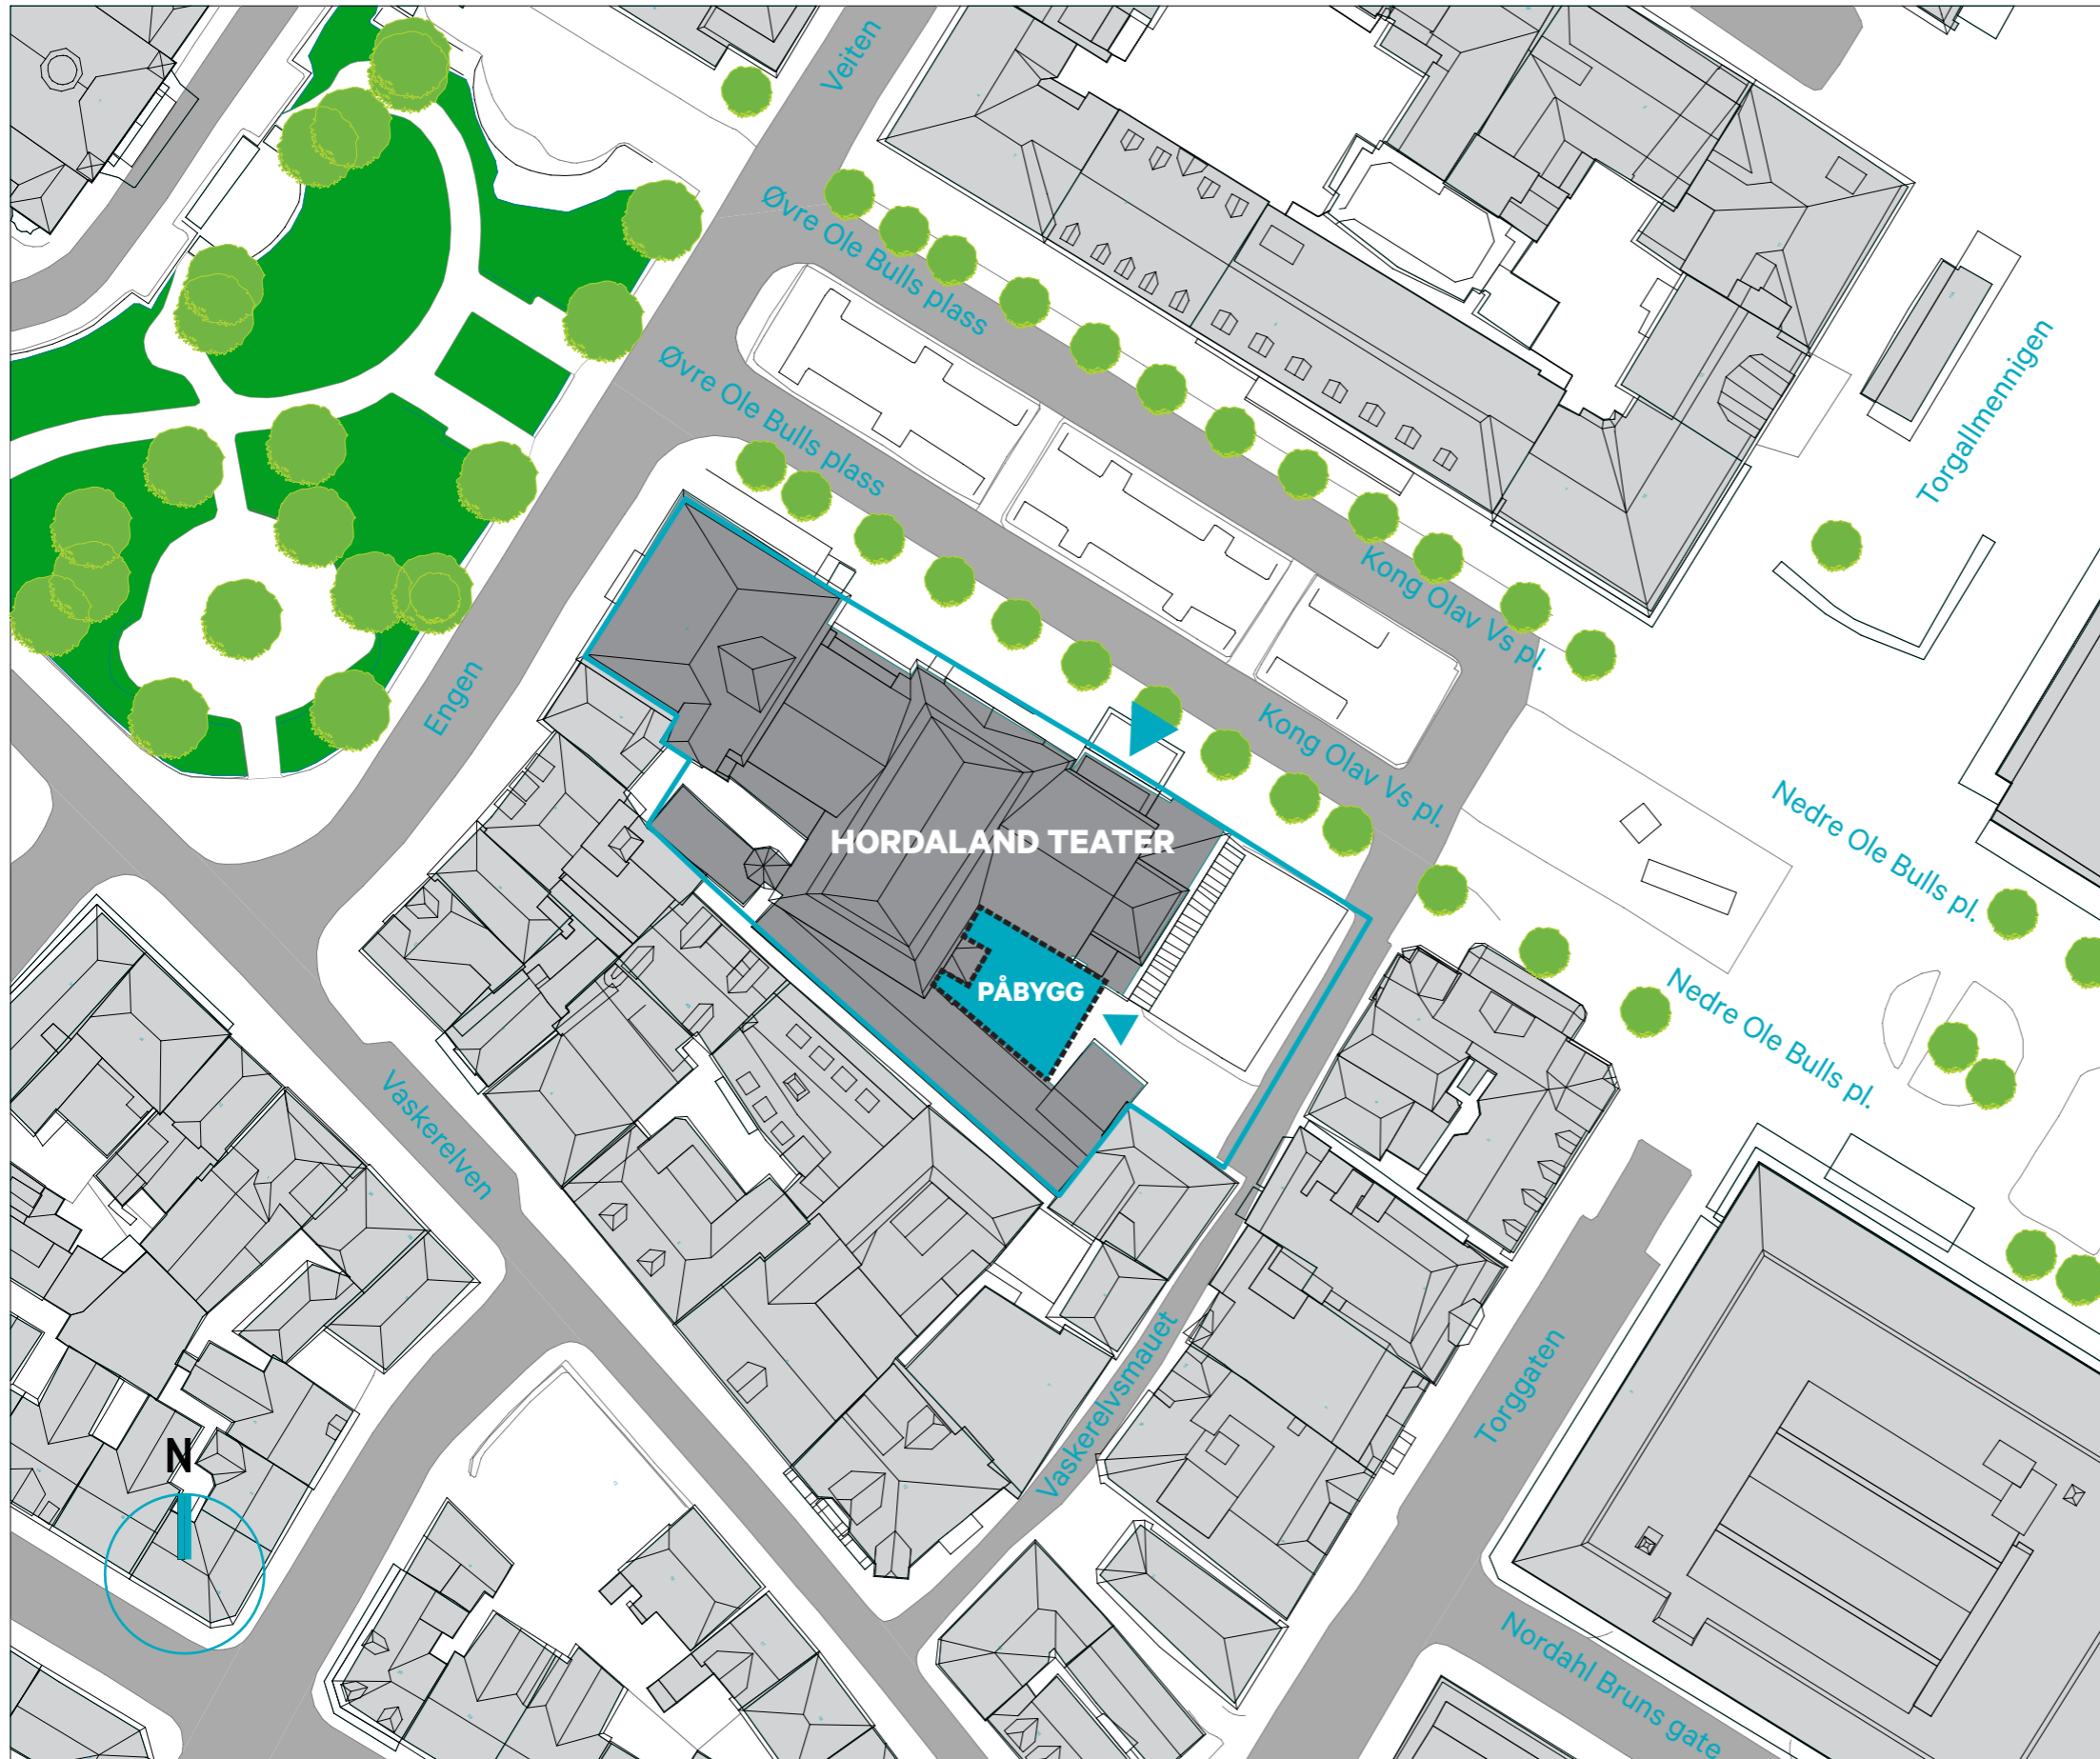 Veiten
Øvre Ole Bulls plass
Øvre Ole Bulls plass
Torgallmennigen
Kong Olav Vs pl.
Engen
Kong Olav Vs pl.
Nedre Ole Bulls pl.
HORDALAND TEATER
PÅBYGG
Nedre Ole Bulls pl.
Vaskerelven
Vaskerelvsmauet
Torggaten
N
Nordahl Bruns gate